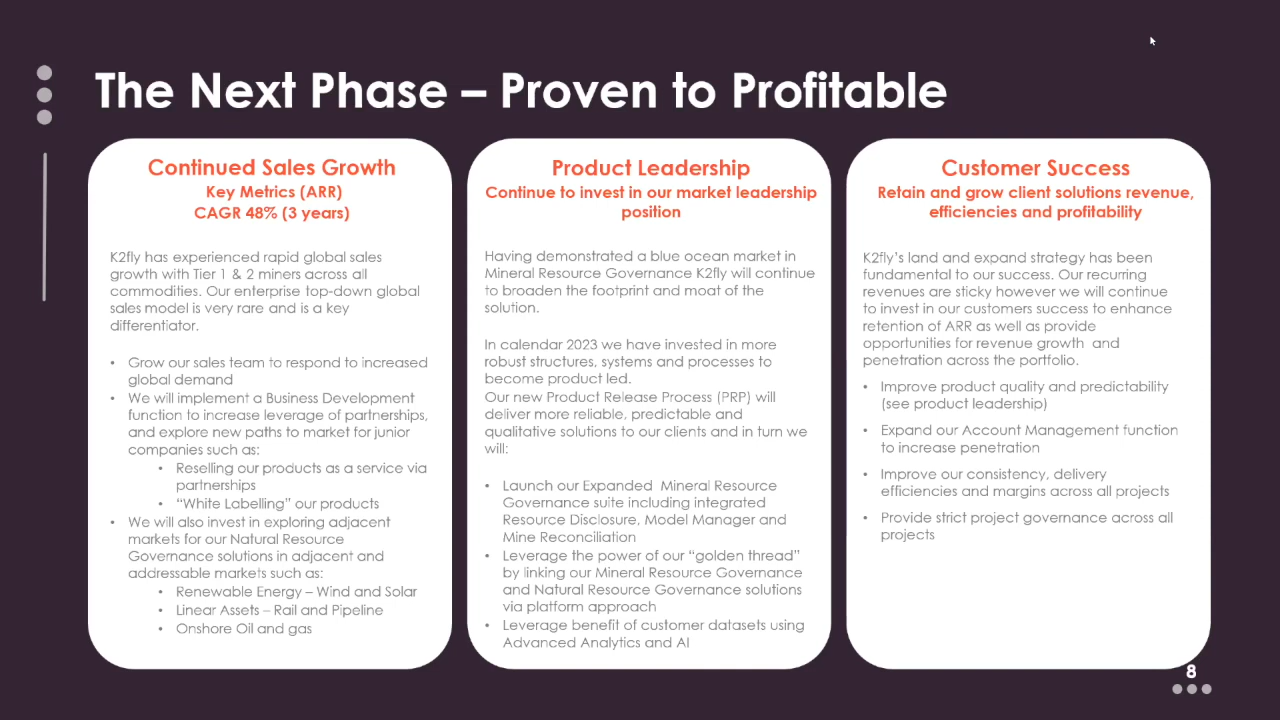 The Next Phase – Proven to Profitable
Continued Sales Growth
Key Metrics (ARR)
CAGR 48% (3 years)
K2fly has experienced rapid global sales
growth with Tier 1 & 2 miners across all
commodities. Our enterprise top-down global
sales model is very rare and is a key
differentiator.
• Grow our sales team to respond to increased
global demand
• We will implement a Business Development
function to increase leverage of partnerships,
and explore new paths to market for junior
companies such as:
• Reselling our products as a service via
partnerships
• “White Labelling” our products
• We will also invest in exploring adjacent
markets for our Natural Resource
Governance solutions in adjacent and
addressable markets such as:
• Renewable Energy – Wind and Solar
• Linear Assets – Rail and Pipeline
• Onshore Oil and gas
Product Leadership
Continue to invest in our market leadership
position
Having demonstrated a blue ocean market in
Mineral Resource Governance K2fly will continue
to broaden the footprint and moat of the
solution.
In calendar 2023 we have invested in more
robust structures, systems and processes to
become product led.
Our new Product Release Process (PRP) will
deliver more reliable, predictable and
qualitative solutions to our clients and in turn we
will:
• Launch our Expanded Mineral Resource
Governance suite including integrated
Resource Disclosure, Model Manager and
Mine Reconciliation
• Leverage the power of our “golden thread”
by linking our Mineral Resource Governance
and Natural Resource Governance solutions
via platform approach
• Leverage benefit of customer datasets using
Advanced Analytics and AI
Customer Success
Retain and grow client solutions revenue,
efficiencies and profitability
K2fly’s land and expand strategy has been
fundamental to our success. Our recurring
revenues are sticky however we will continue
to invest in our customers success to enhance
retention of ARR as well as provide
opportunities for revenue growth and
penetration across the portfolio.
• Improve product quality and predictability
(see product leadership)
• Expand our Account Management function
to increase penetration
• Improve our consistency, delivery
efficiencies and margins across all projects
• Provide strict project governance across all
projects
8